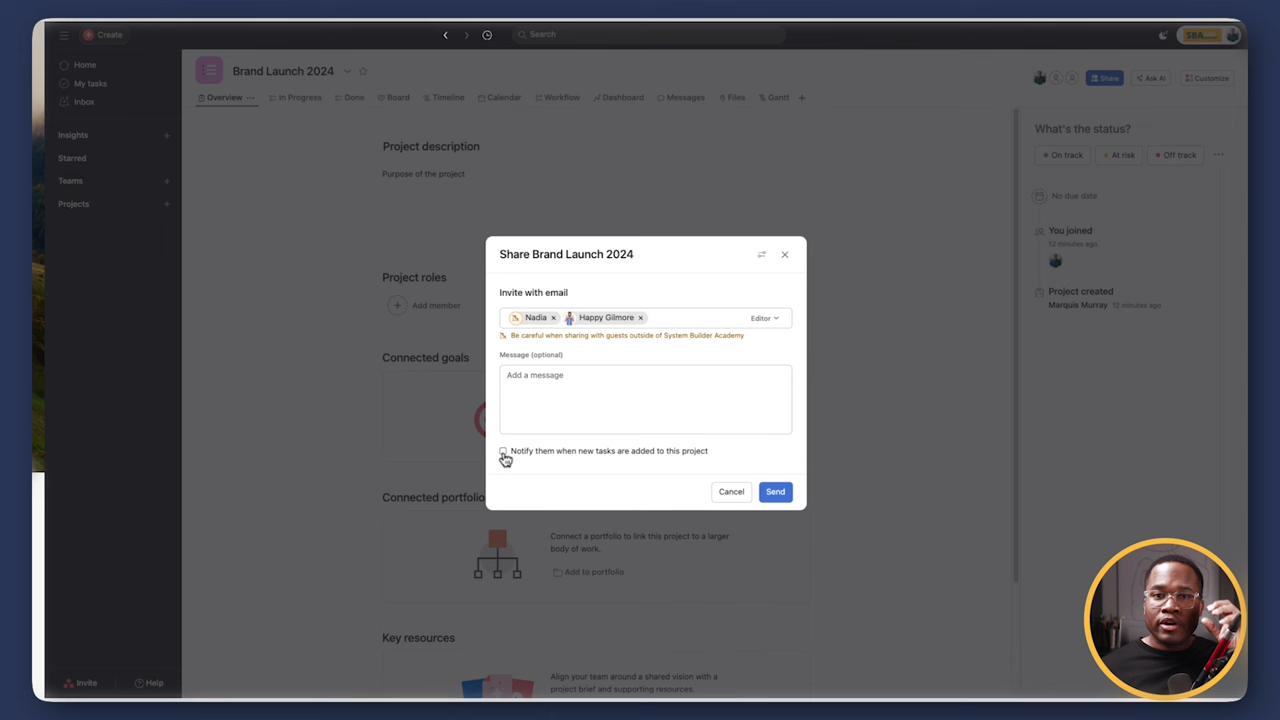 Create
Search
SBA
Home
My tasks
Inbox
Insights
Starred
Teams
Projects
Invite
Help
Brand Launch 2024
Share
Ask AI
Customize
Overview
In Progress
Done
Board
Timeline
Calendar
Workflow
Dashboard
Messages
Files
Gantt
Project description
Purpose of the project
Project roles
Add member
Connected goals
Connected portfolio
Connect a portfolio to link this project to a larger
body of work.
Add to portfolio
Key resources
Align your team around a shared vision with a
project brief and supporting resources.
What's the status?
On track
At risk
Off track
No due date
You joined
12 minutes ago
Project created
Marquis Murray 12 minutes ago
Share Brand Launch 2024
Invite with email
Nadia
Happy Gilmore
Editor
Be careful when sharing with guests outside of System Builder Academy
Message (optional)
Add a message
Notify them when new tasks are added to this project
Cancel
Send